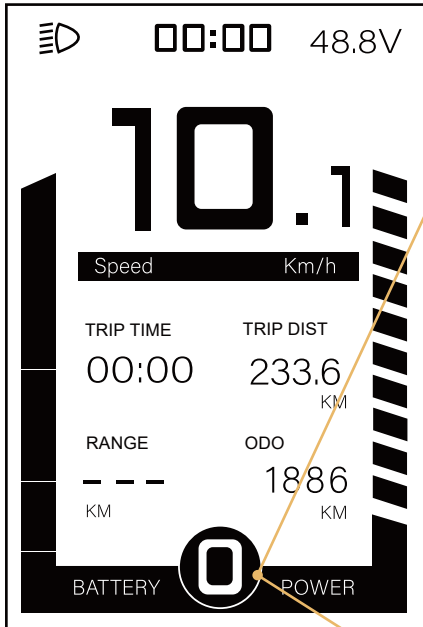 00:00 48.8V
10.1
Speed Km/h
TRIP TIME TRIP DIST
00:00 233.6
KM
RANGE ODO
--- 1886
KM KM
0
BATTERY POWER